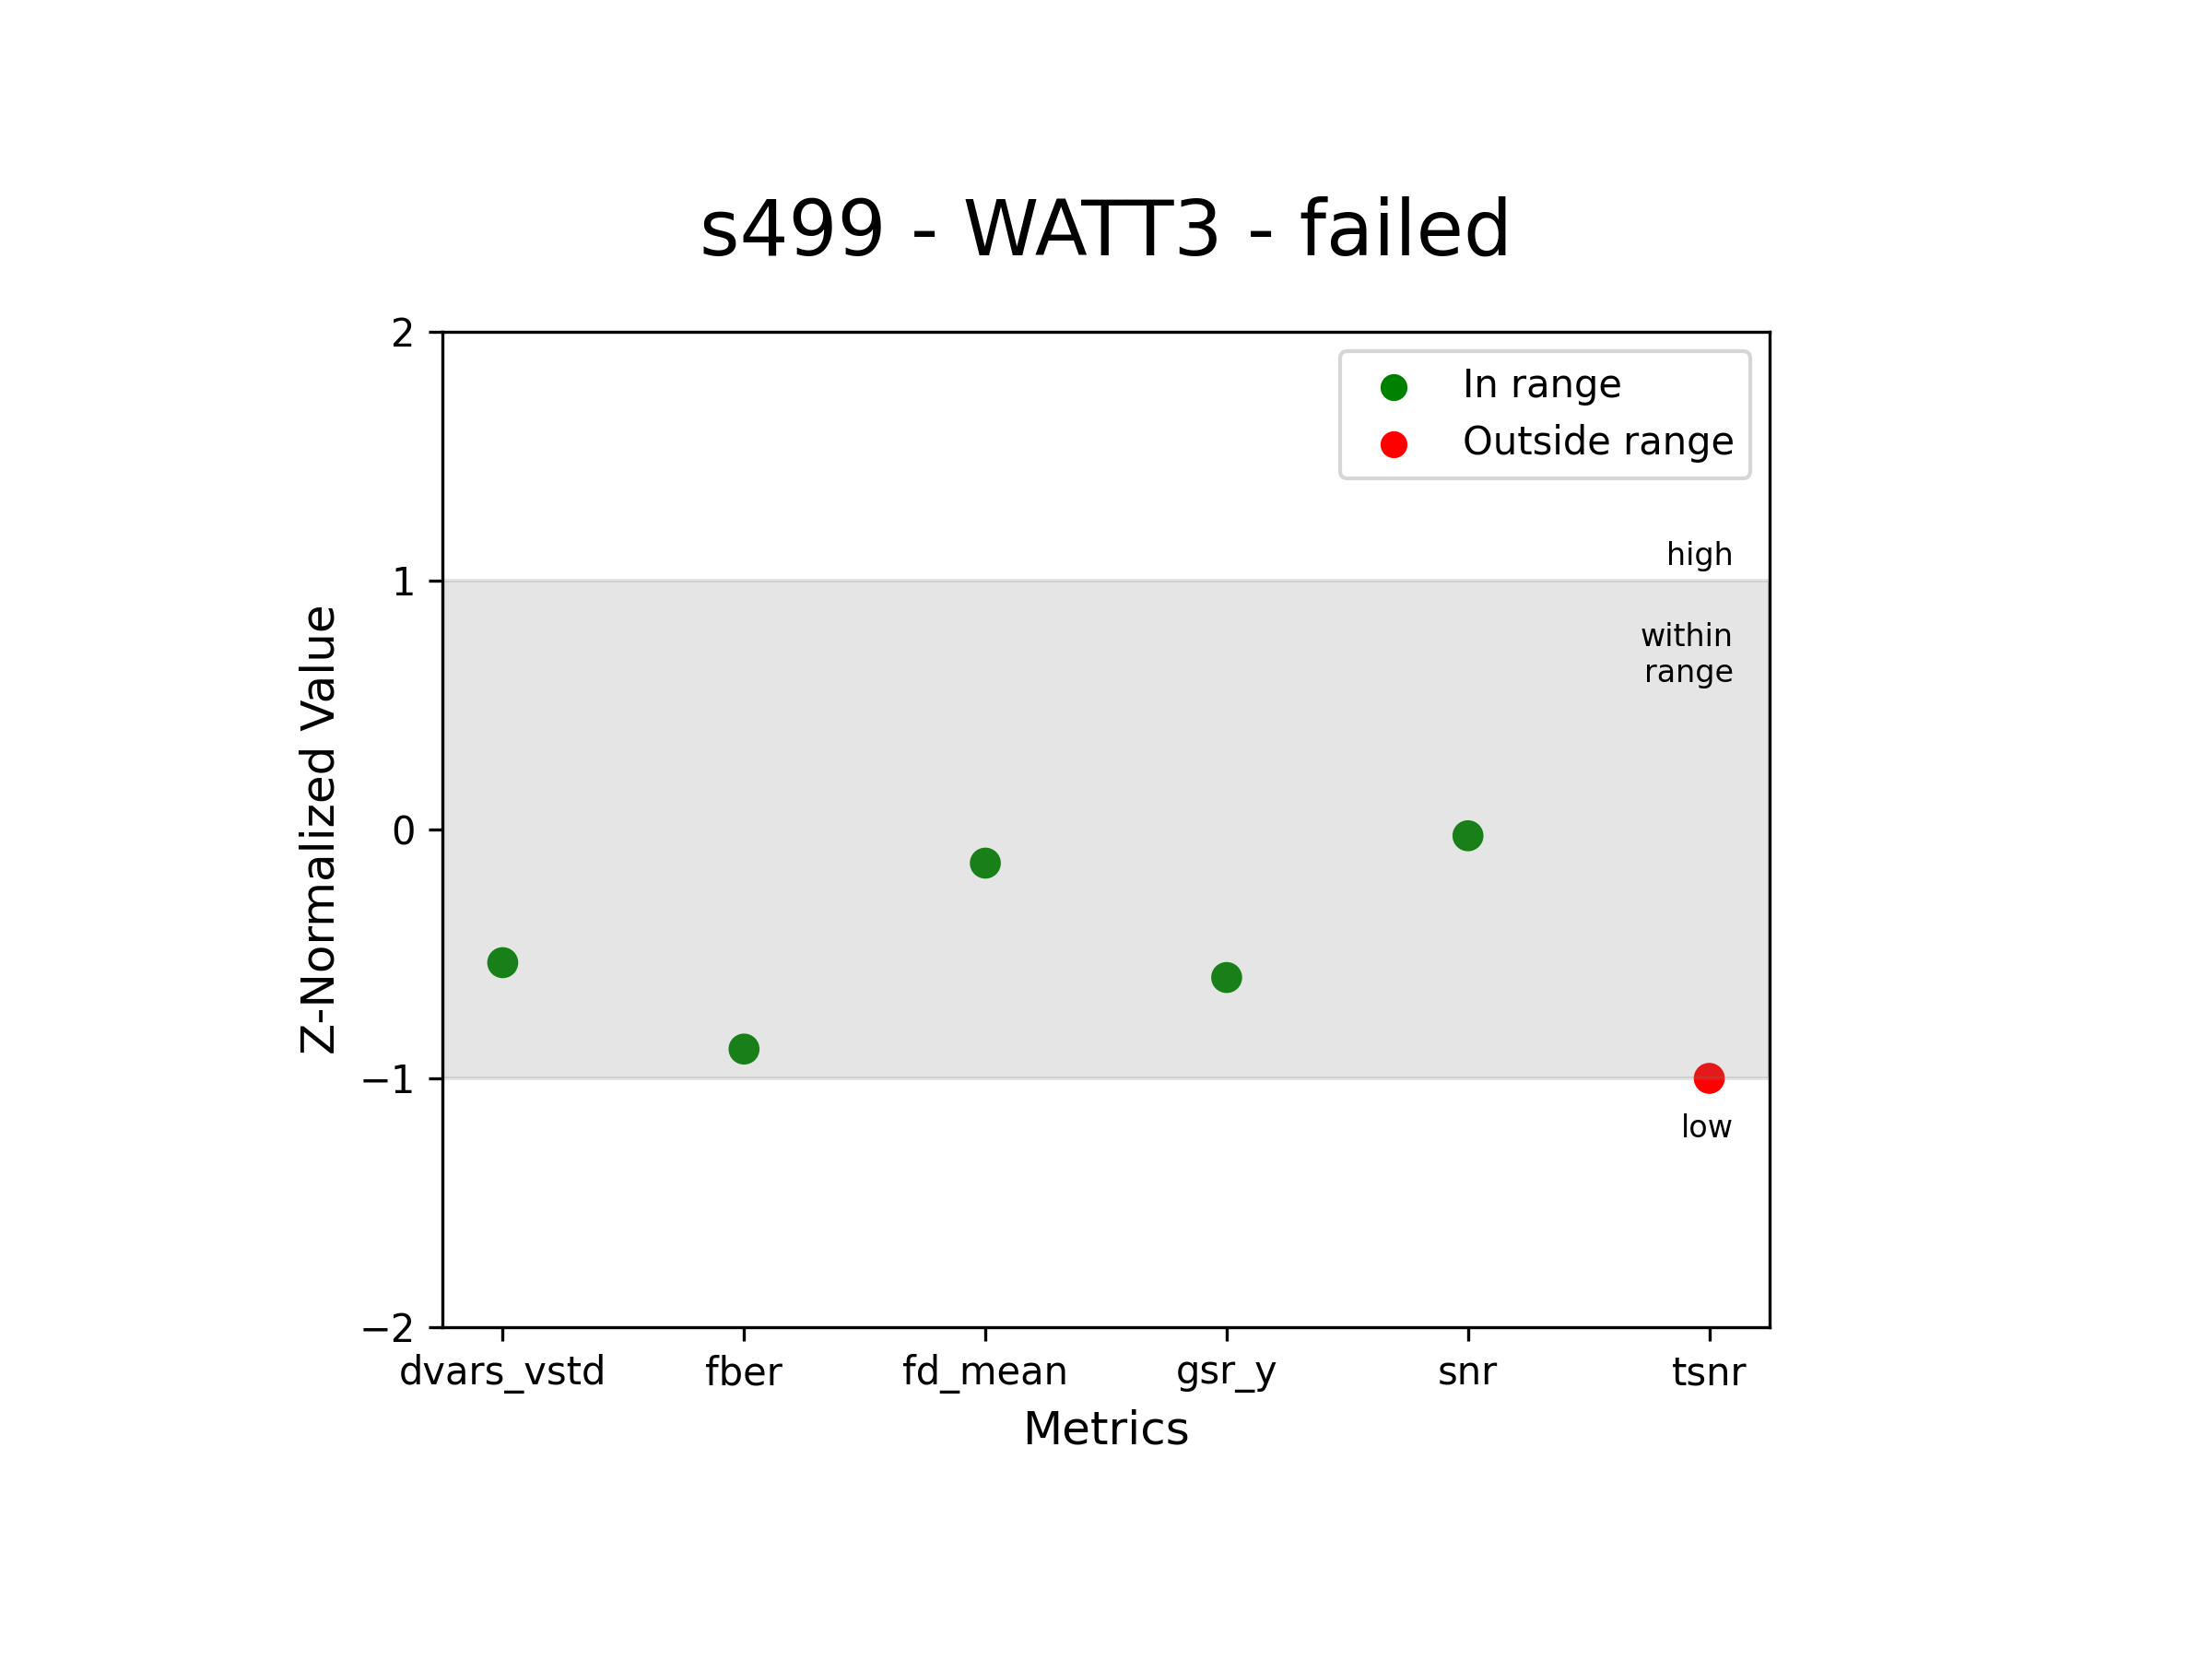 s499 - WATT3 - failed
2
In range
Outside range
high
1
within
range
Z-Normalized Value
0
−1
low
−2
dvars_vstd
fber
fd_mean
gsr_y
snr
tsnr
Metrics